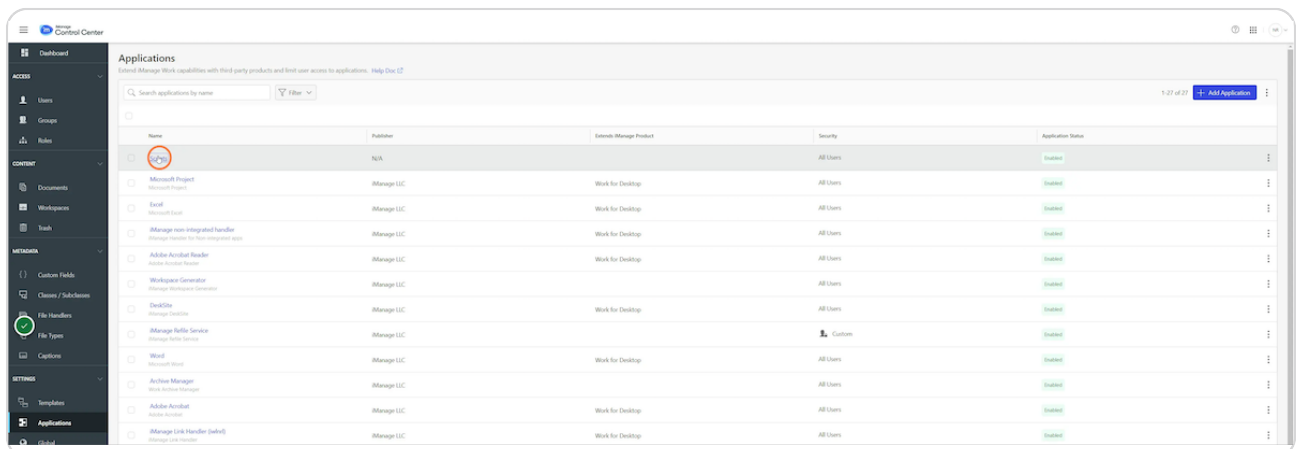 iManage
Control Center
Dashboard
ACCESS
Users
Groups
Roles
CONTENT
Documents
Workspaces
Trash
METADATA
Custom Fields
Classes / Subclasses
File Handlers
File Types
Captions
SETTINGS
Templates
Applications
Global
Applications
Extend iManage Work capabilities with third-party products and limit user access to applications. Help Doc
Search applications by name Filter 1-27 of 27 + Add Application
Name Publisher Extends iManage Product Security Application Status
N/A All Users Enabled
Microsoft Project iManage LLC Work for Desktop All Users Enabled
Microsoft Project
Excel iManage LLC Work for Desktop All Users Enabled
Microsoft Excel
iManage non-integrated handler iManage LLC Work for Desktop All Users Enabled
iManage Handler for Non-integrated apps
Adobe Acrobat Reader iManage LLC Work for Desktop All Users Enabled
Adobe Acrobat Reader
Workspace Generator iManage LLC All Users Enabled
iManage Workspace Generator
DeskSite iManage LLC Work for Desktop All Users Enabled
iManage DeskSite
iManage Refile Service iManage LLC Custom Enabled
iManage Refile Service
Word iManage LLC Work for Desktop All Users Enabled
Microsoft Word
Archive Manager iManage LLC All Users Enabled
Work Archive Manager
Adobe Acrobat iManage LLC Work for Desktop All Users Enabled
Adobe Acrobat
iManage Link Handler (iwlnrl) iManage LLC Work for Desktop All Users Enabled
iManage Link Handler